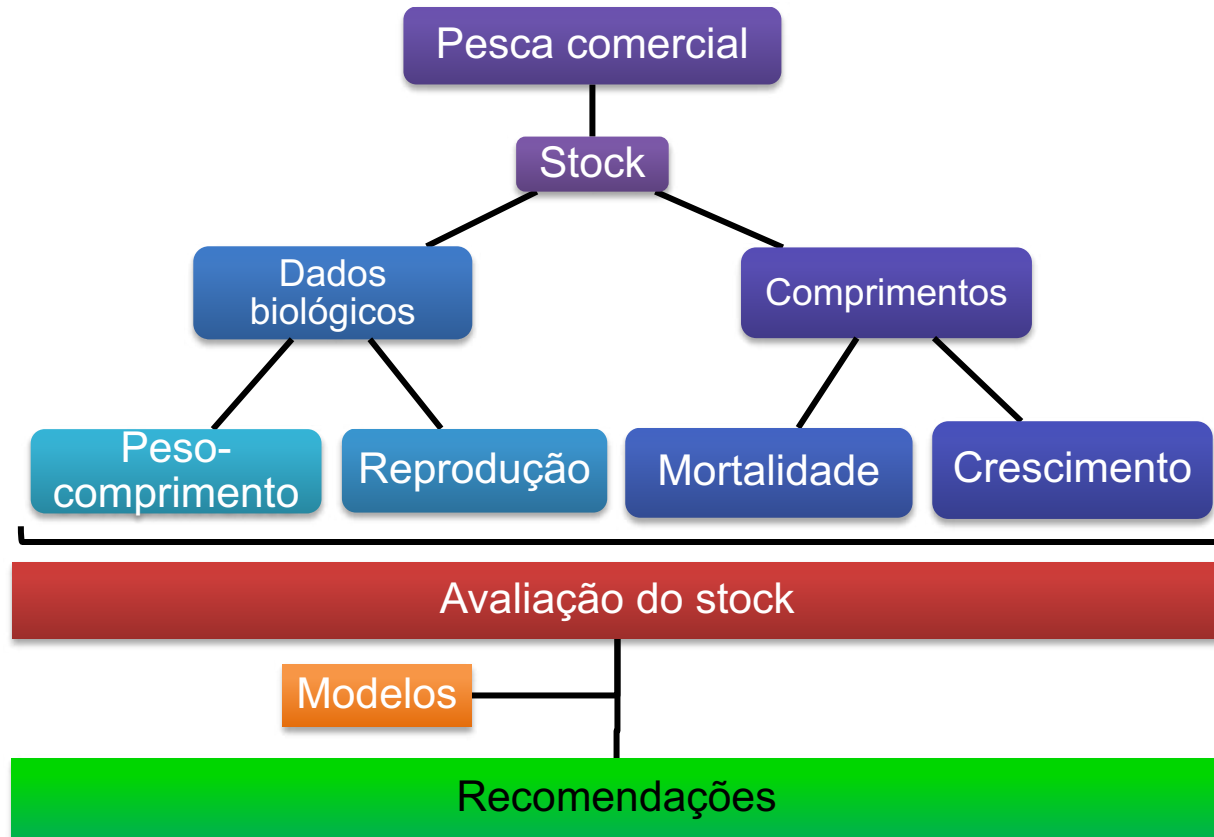 Pesca comercial
Stock
Dados
biológicos
Comprimentos
Peso-
comprimento
Reprodução
Mortalidade
Crescimento
Avaliação do stock
Modelos
Recomendações